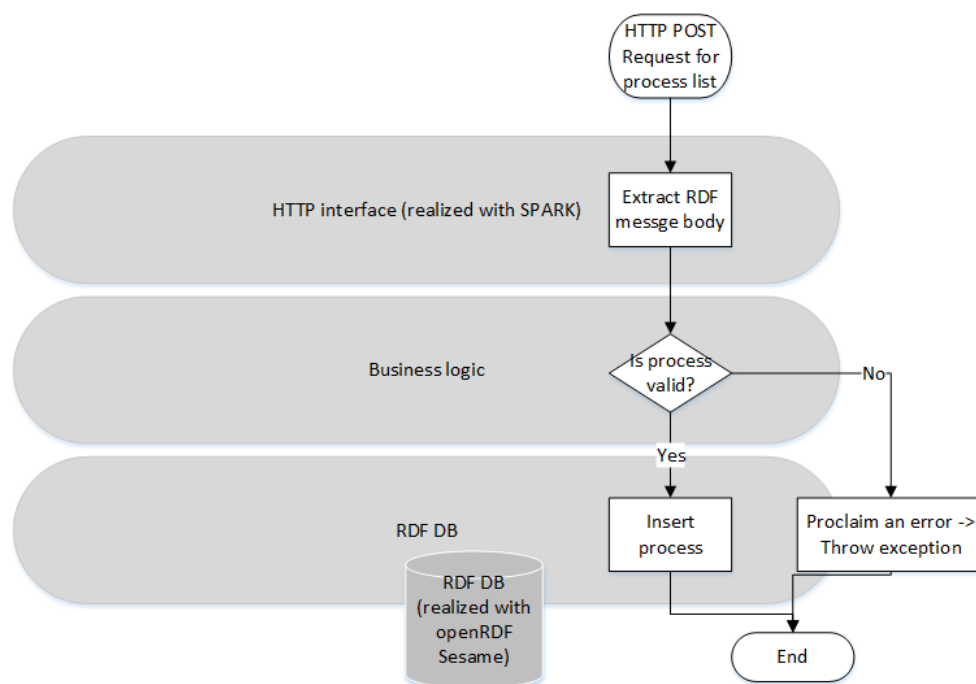 HTTP POST
Request for
process list
HTTP interface (realized with SPARK)
Extract RDF
messge body
Business logic
Is process
valid?
No
Yes
RDF DB
Insert
process
Proclaim an error ->
Throw exception
RDF DB
(realized with
openRDF
Sesame)
End